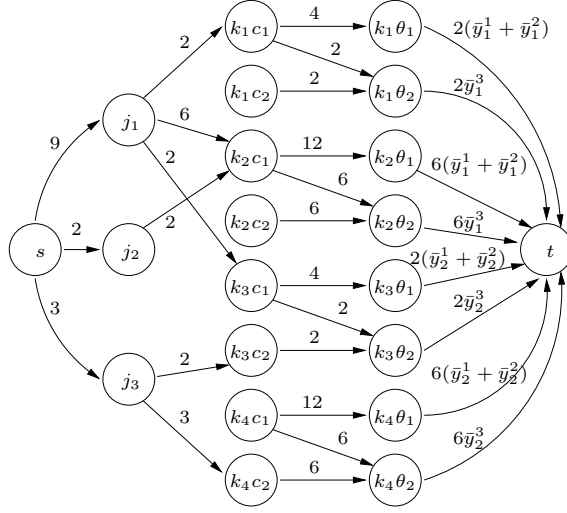 k₁c₁ 4 k₁θ₁ 2(ȳ₁¹ + ȳ₁²)
2 2
k₁c₂ 2 k₁θ₂ 2ȳ₁³
j₁ 6
9 k₂c₁ 12 k₂θ₁ 6(ȳ₁¹ + ȳ₁²)
2 6
2 k₂c₂ 6 k₂θ₂ 6ȳ₁³
s 2 j₂ t
k₃c₁ 4 k₃θ₁ 2(ȳ₂¹ + ȳ₂²)
3 2 2ȳ₂³
j₃ 2 k₃c₂ 2 k₃θ₂
6(ȳ₂¹ + ȳ₂²)
3 k₄c₁ 12 k₄θ₁
6 6ȳ₂³
k₄c₂ 6 k₄θ₂